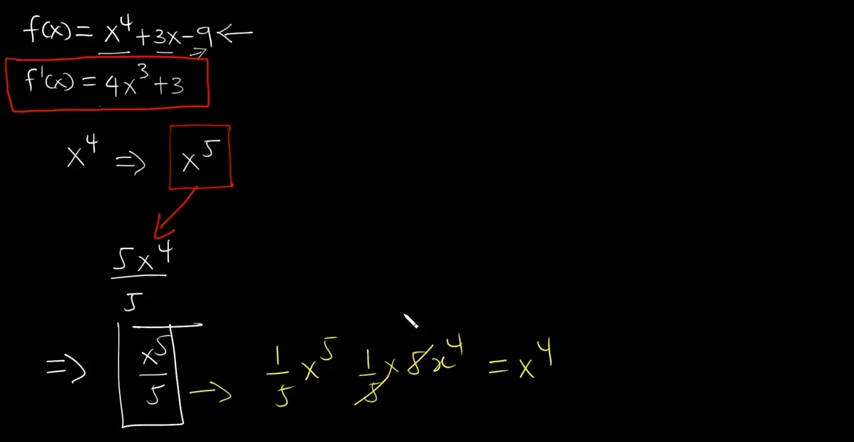 f(x) = x⁴ + 3x - 9 ←
f'(x) = 4x³ + 3
x⁴ ⇒ x⁵
5x⁴/5
⇒ x⁵/5 → 1/5 x⁵ 1/5 × 5x⁴ = x⁴